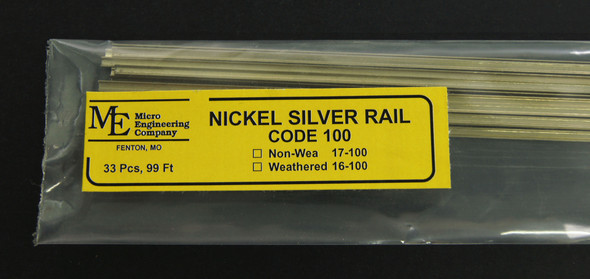 ME Micro
Engineering
Company
FENTON, MO
33 Pcs, 99 Ft
NICKEL SILVER RAIL
CODE 100
☐ Non-Wea 17-100
☐ Weathered 16-100